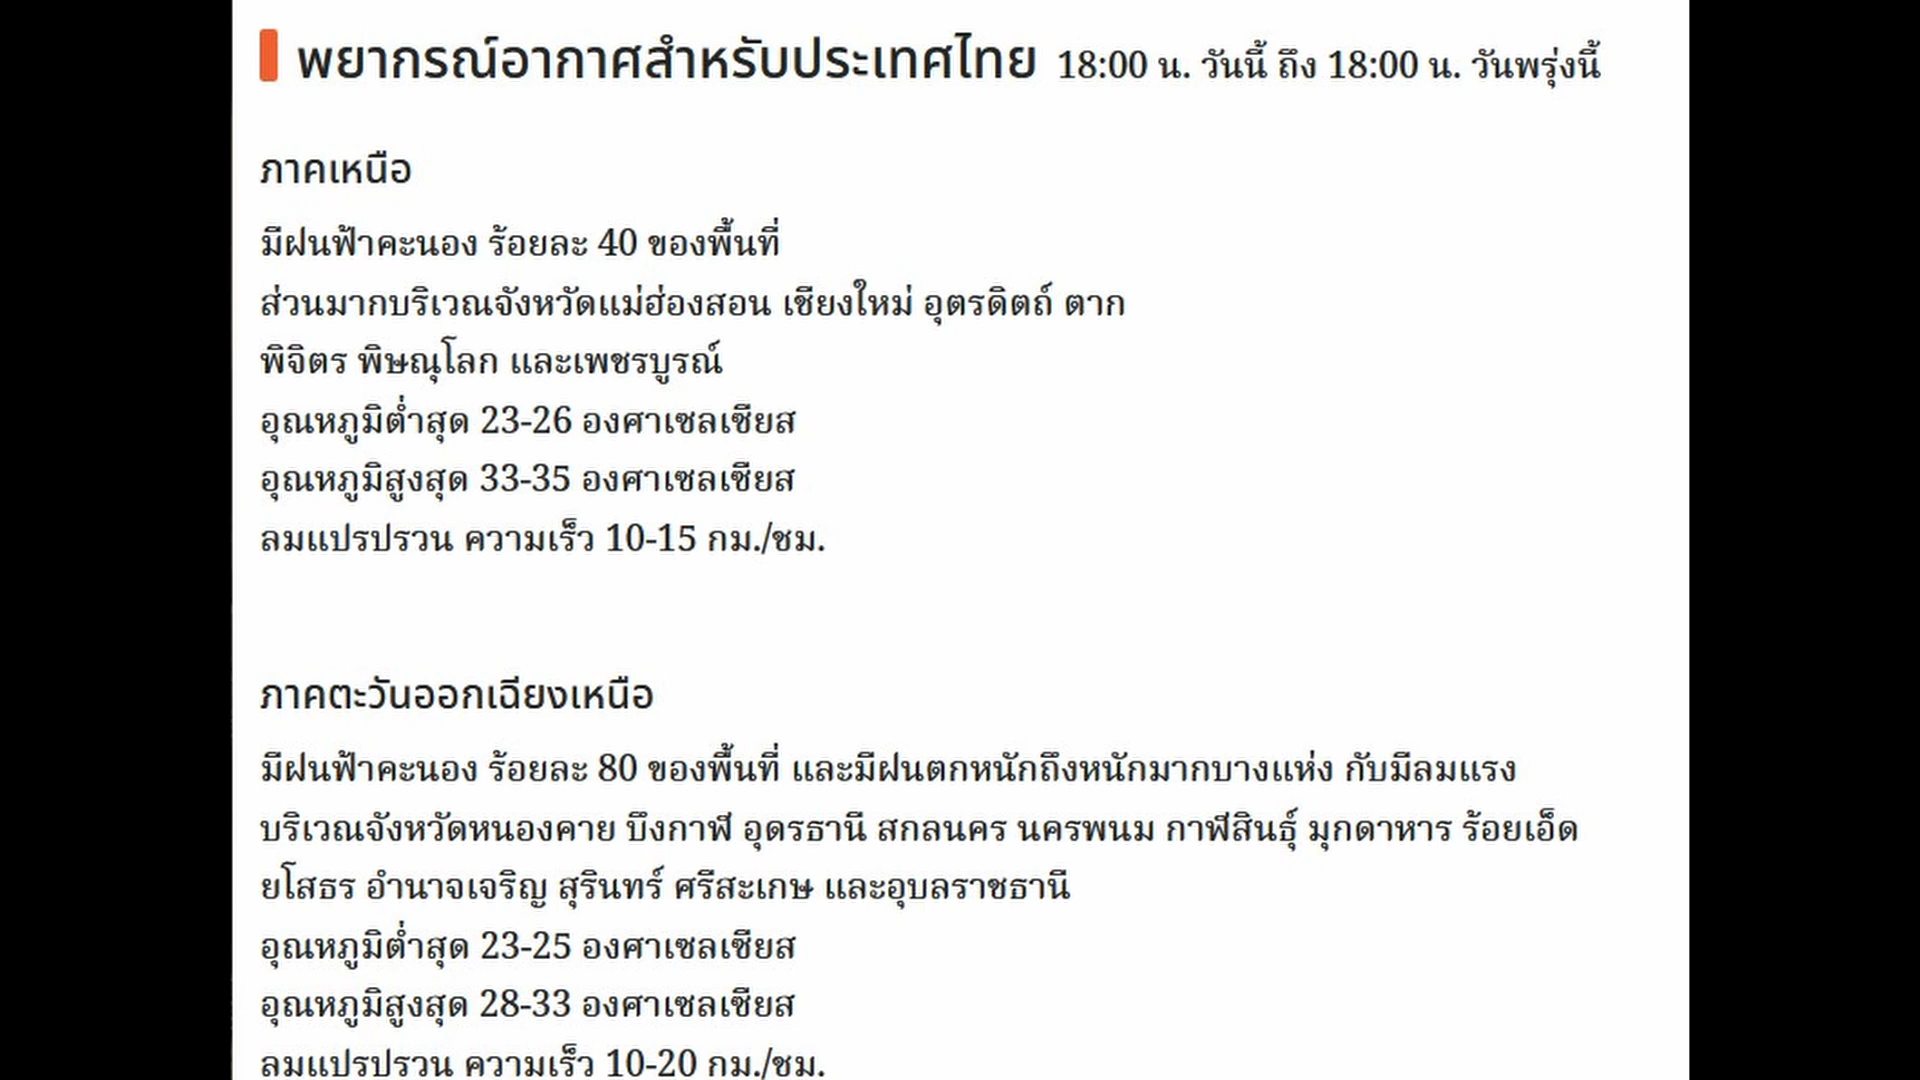 พยากรณ์อากาศสำหรับประเทศไทย 18:00 น. วันนี้ ถึง 18:00 น. วันพรุ่งนี้
ภาคเหนือ
มีฝนฟ้าคะนอง ร้อยละ 40 ของพื้นที่
ส่วนมากบริเวณจังหวัดแม่ฮ่องสอน เชียงใหม่ อุตรดิตถ์ ตาก
พิจิตร พิษณุโลก และเพชรบูรณ์
อุณหภูมิต่ำสุด 23-26 องศาเซลเซียส
อุณหภูมิสูงสุด 33-35 องศาเซลเซียส
ลมแปรปรวน ความเร็ว 10-15 กม./ชม.
ภาคตะวันออกเฉียงเหนือ
มีฝนฟ้าคะนอง ร้อยละ 80 ของพื้นที่ และมีฝนตกหนักถึงหนักมากบางแห่ง กับมีลมแรง
บริเวณจังหวัดหนองคาย บึงกาฬ อุดรธานี สกลนคร นครพนม กาฬสินธุ์ มุกดาหาร ร้อยเอ็ด
ยโสธร อำนาจเจริญ สุรินทร์ ศรีสะเกษ และอุบลราชธานี
อุณหภูมิต่ำสุด 23-25 องศาเซลเซียส
อุณหภูมิสูงสุด 28-33 องศาเซลเซียส
ลมแปรปรวน ความเร็ว 10-20 กม./ชม.